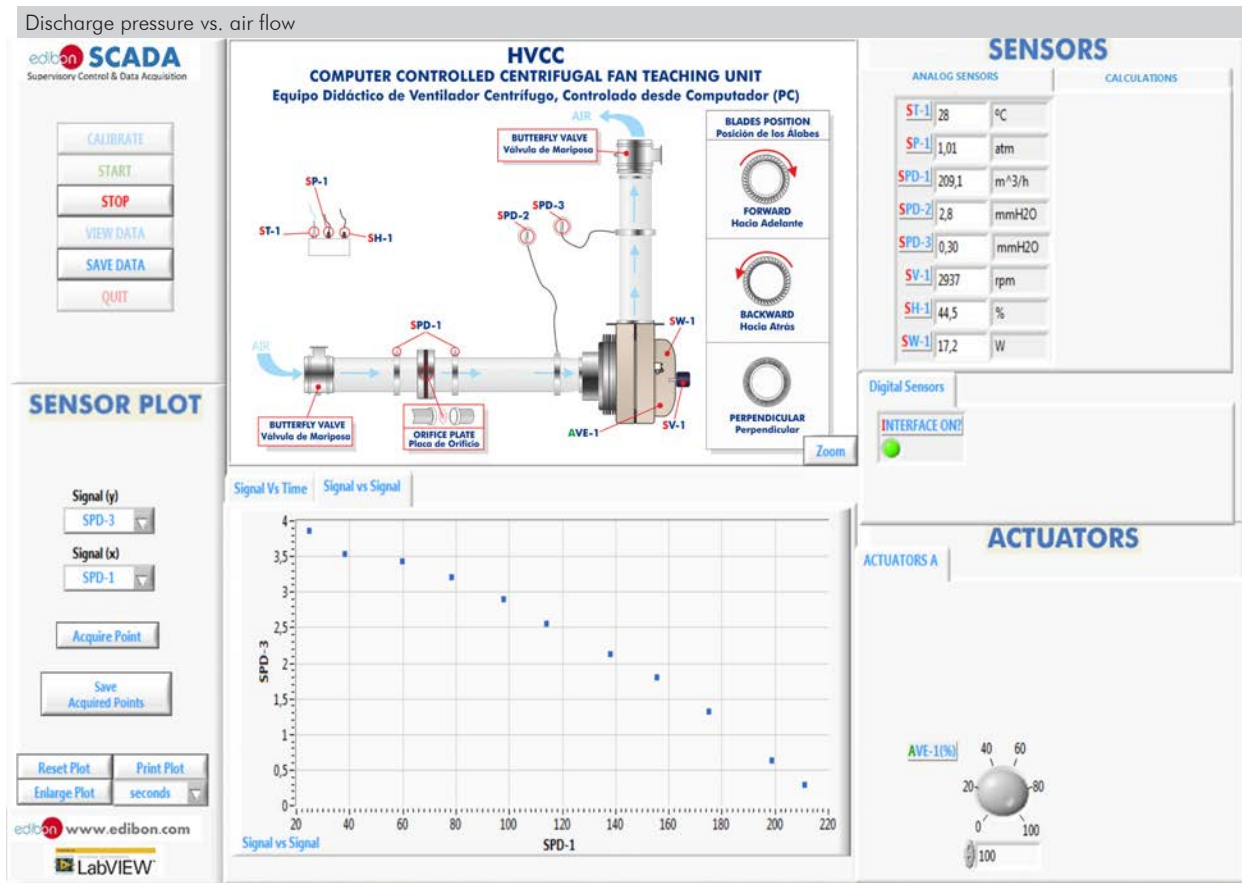 Discharge pressure vs. air flow
edibon SCADA
Supervisory Control & Data Acquisition
CALIBRATE
START
STOP
VIEW DATA
SAVE DATA
QUIT
HVCC
COMPUTER CONTROLLED CENTRIFUGAL FAN TEACHING UNIT
Equipo Didáctico de Ventilador Centrífugo, Controlado desde Computador (PC)
AIR
BUTTERFLY VALVE
Válvula de Mariposa
SP-1
ST-1
SH-1
SPD-2
SPD-3
SPD-1
SW-1
AIR
BUTTERFLY VALVE
Válvula de Mariposa
ORIFICE PLATE
Placa de Orificio
AVE-1
SV-1
BLADES POSITION
Posición de los Álabes
FORWARD
Hacia Adelante
BACKWARD
Hacia Atrás
PERPENDICULAR
Perpendicular
Zoom
SENSORS
ANALOG SENSORS
CALCULATIONS
ST-1 28 ºC
SP-1 1,01 atm
SPD-1 209,1 m^3/h
SPD-2 2,8 mmH2O
SPD-3 0,30 mmH2O
SV-1 2937 rpm
SH-1 44,5 %
SW-1 17,2 W
Digital Sensors
INTERFACE ON?
SENSOR PLOT
Signal (y)
SPD-3
Signal (x)
SPD-1
Acquire Point
Save
Acquired Points
Reset Plot Print Plot
Enlarge Plot seconds
edibon www.edibon.com
LabVIEW
Signal Vs Time Signal vs Signal
4
3,5
3
2,5
2
1,5
1
0,5
0
SPD-3
20 40 60 80 100 120 140 160 180 200 220
Signal vs Signal
SPD-1
ACTUATORS
ACTUATORS A
AVE-1(%)
40 60
20 80
0 100
100